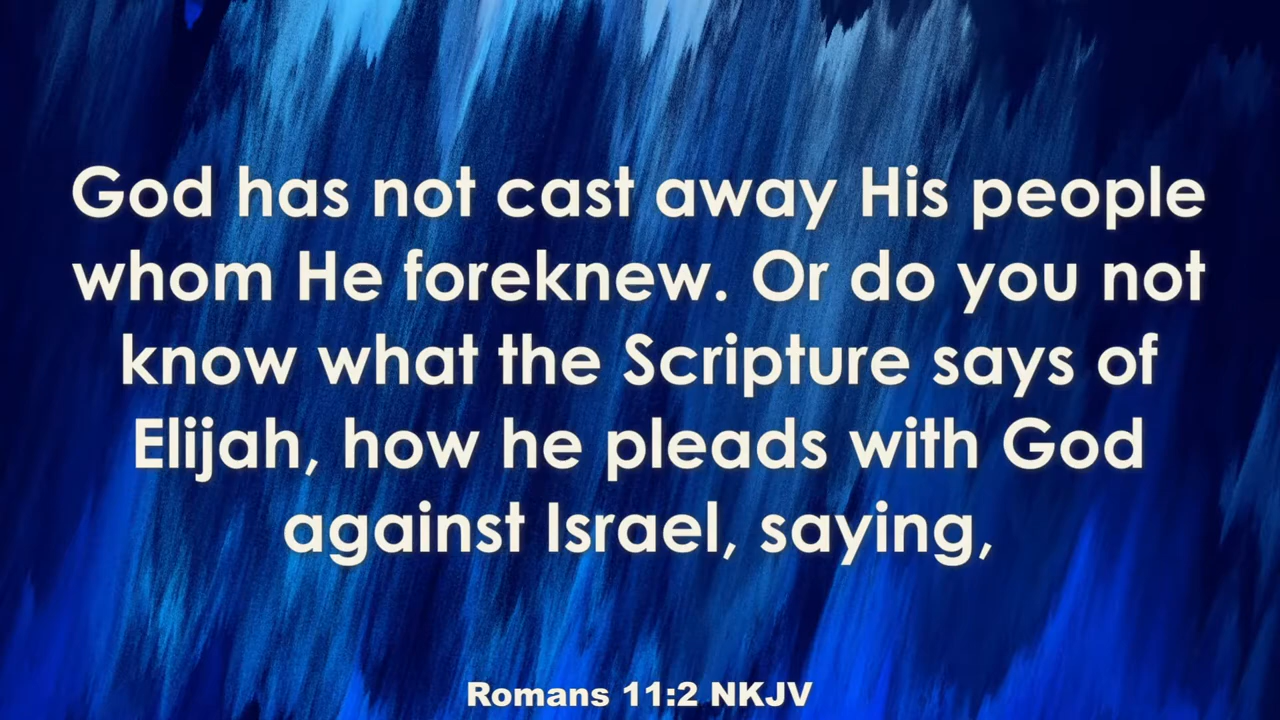 God has not cast away His people
whom He foreknew. Or do you not
know what the Scripture says of
Elijah, how he pleads with God
against Israel, saying,
Romans 11:2 NKJV